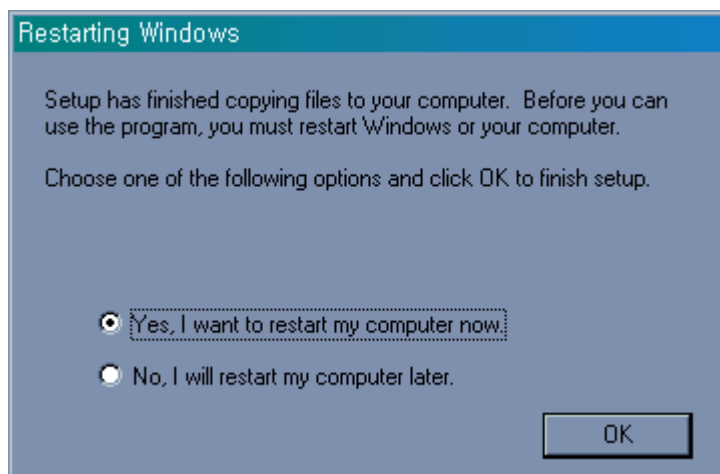 Restarting Windows
Setup has finished copying files to your computer.  Before you can
use the program, you must restart Windows or your computer.
Choose one of the following options and click OK to finish setup.
Yes, I want to restart my computer now.
No, I will restart my computer later.
OK